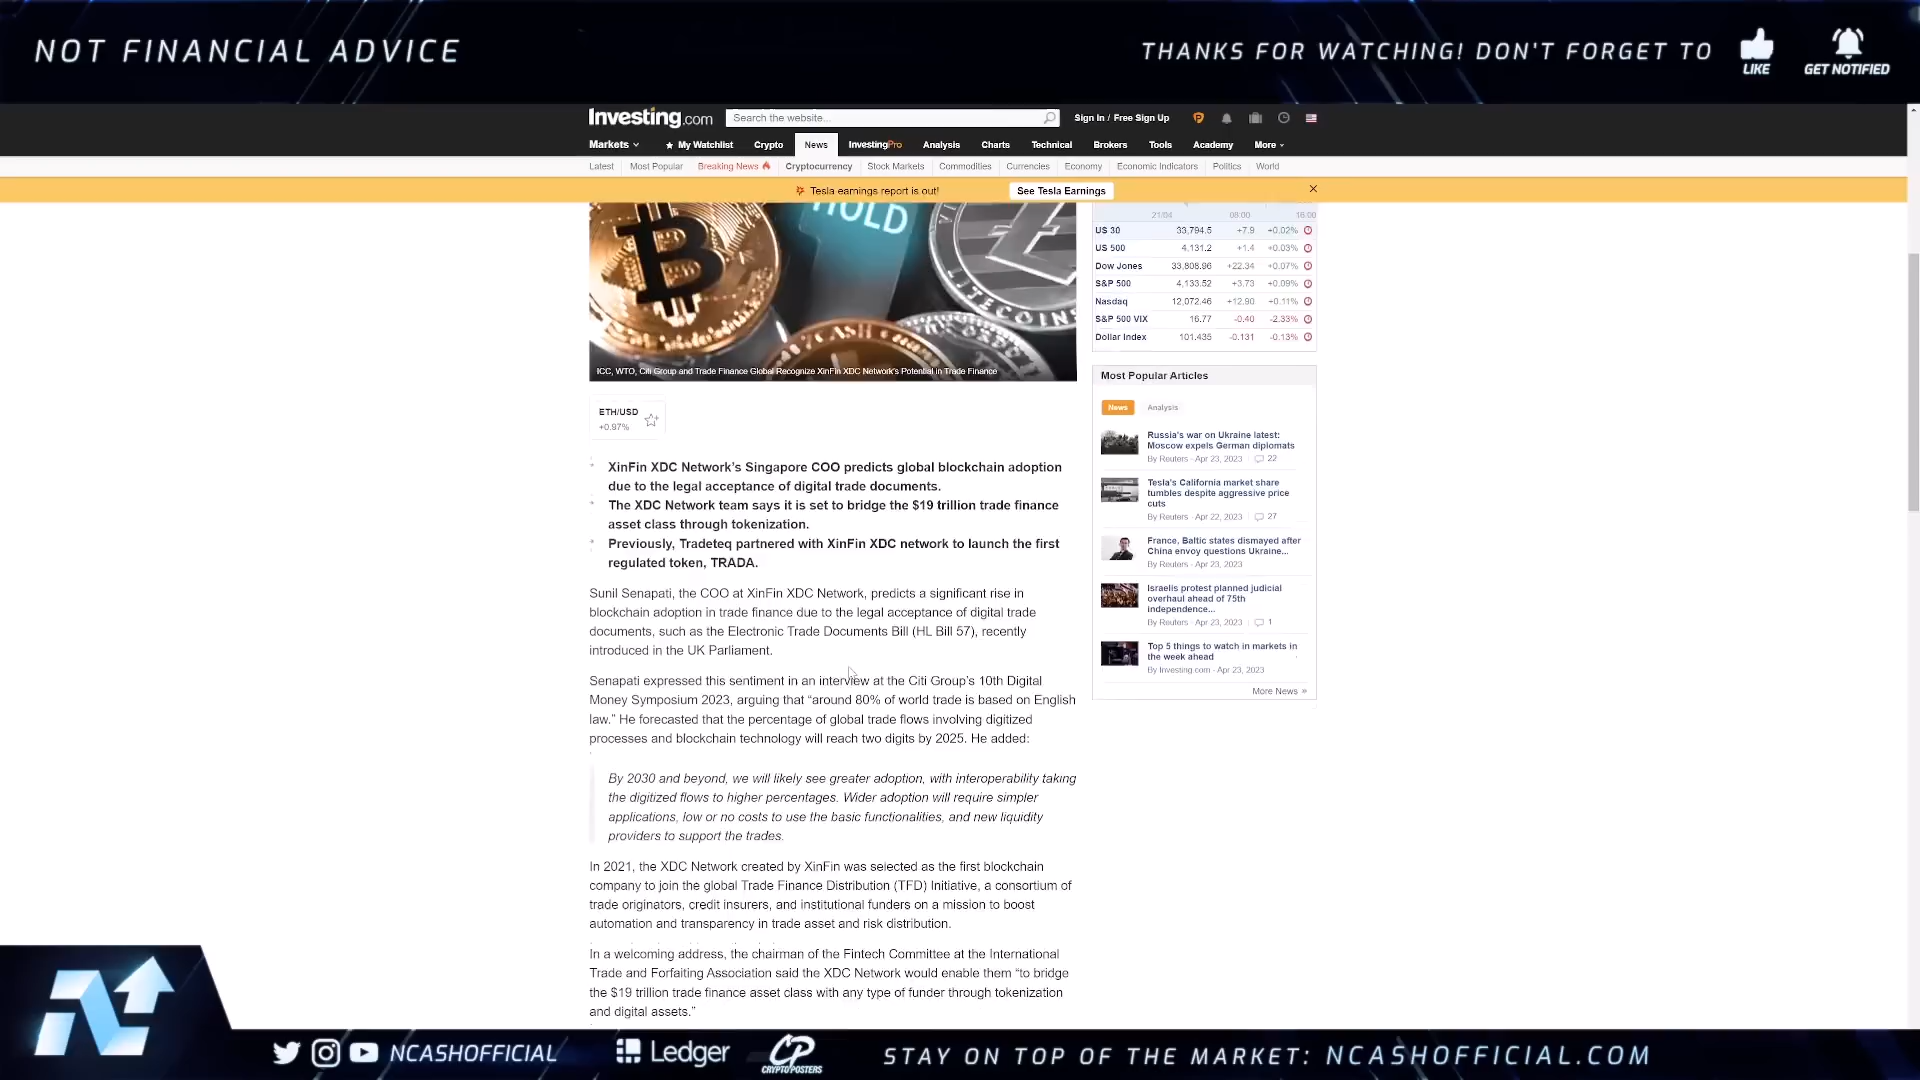 NOT FINANCIAL ADVICE
THANKS FOR WATCHING! DON'T FORGET TO
LIKE
GET NOTIFIED
Investing.com
Search the website...
Sign In / Free Sign Up
Markets
My Watchlist
Crypto
News
InvestingPro
Analysis
Charts
Technical
Brokers
Tools
Academy
More
Latest
Most Popular
Breaking News
Cryptocurrency
Stock Markets
Commodities
Currencies
Economy
Economic Indicators
Politics
World
Tesla earnings report is out!
See Tesla Earnings
HOLD
LITECOINS
ICC, WTO, Citi Group and Trade Finance Global Recognize XinFin XDC Network's Potential in Trade Finance
ETH/USD
+0.97%
XinFin XDC Network's Singapore COO predicts global blockchain adoption
due to the legal acceptance of digital trade documents.
The XDC Network team says it is set to bridge the $19 trillion trade finance
asset class through tokenization.
Previously, Tradeteq partnered with XinFin XDC network to launch the first
regulated token, TRADA.
Sunil Senapati, the COO at XinFin XDC Network, predicts a significant rise in
blockchain adoption in trade finance due to the legal acceptance of digital trade
documents, such as the Electronic Trade Documents Bill (HL Bill 57), recently
introduced in the UK Parliament.
Senapati expressed this sentiment in an interview at the Citi Group's 10th Digital
Money Symposium 2023, arguing that "around 80% of world trade is based on English
law." He forecasted that the percentage of global trade flows involving digitized
processes and blockchain technology will reach two digits by 2025. He added:
By 2030 and beyond, we will likely see greater adoption, with interoperability taking
the digitized flows to higher percentages. Wider adoption will require simpler
applications, low or no costs to use the basic functionalities, and new liquidity
providers to support the trades.
In 2021, the XDC Network created by XinFin was selected as the first blockchain
company to join the global Trade Finance Distribution (TFD) Initiative, a consortium of
trade originators, credit insurers, and institutional funders on a mission to boost
automation and transparency in trade asset and risk distribution.
In a welcoming address, the chairman of the Fintech Committee at the International
Trade and Forfaiting Association said the XDC Network would enable them "to bridge
the $19 trillion trade finance asset class with any type of funder through tokenization
and digital assets."
21/04 08:00 16:00
US 30 33,794.5 +7.9 +0.02%
US 500 4,131.2 +1.4 +0.03%
Dow Jones 33,808.96 +22.34 +0.07%
S&P 500 4,133.52 +3.73 +0.09%
Nasdaq 12,072.46 +12.90 +0.11%
S&P 500 VIX 16.77 -0.40 -2.33%
Dollar Index 101.435 -0.131 -0.13%
Most Popular Articles
News
Analysis
Russia's war on Ukraine latest:
Moscow expels German diplomats
By Reuters - Apr 23, 2023 22
Tesla's California market share
tumbles despite aggressive price
cuts
By Reuters - Apr 22, 2023 27
France, Baltic states dismayed after
China envoy questions Ukraine...
By Reuters - Apr 23, 2023
Israelis protest planned judicial
overhaul ahead of 75th
independence...
By Reuters - Apr 23, 2023 1
Top 5 things to watch in markets in
the week ahead
By Investing.com - Apr 23, 2023
More News »
NCASHOFFICIAL
Ledger
CP
CRYPTOPOSTERS
STAY ON TOP OF THE MARKET: NCASHOFFICIAL.COM